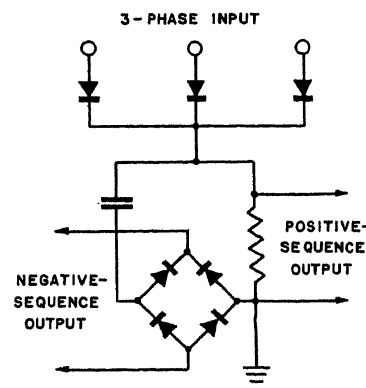 3-PHASE INPUT
POSITIVE-
SEQUENCE
OUTPUT
NEGATIVE-
SEQUENCE
OUTPUT